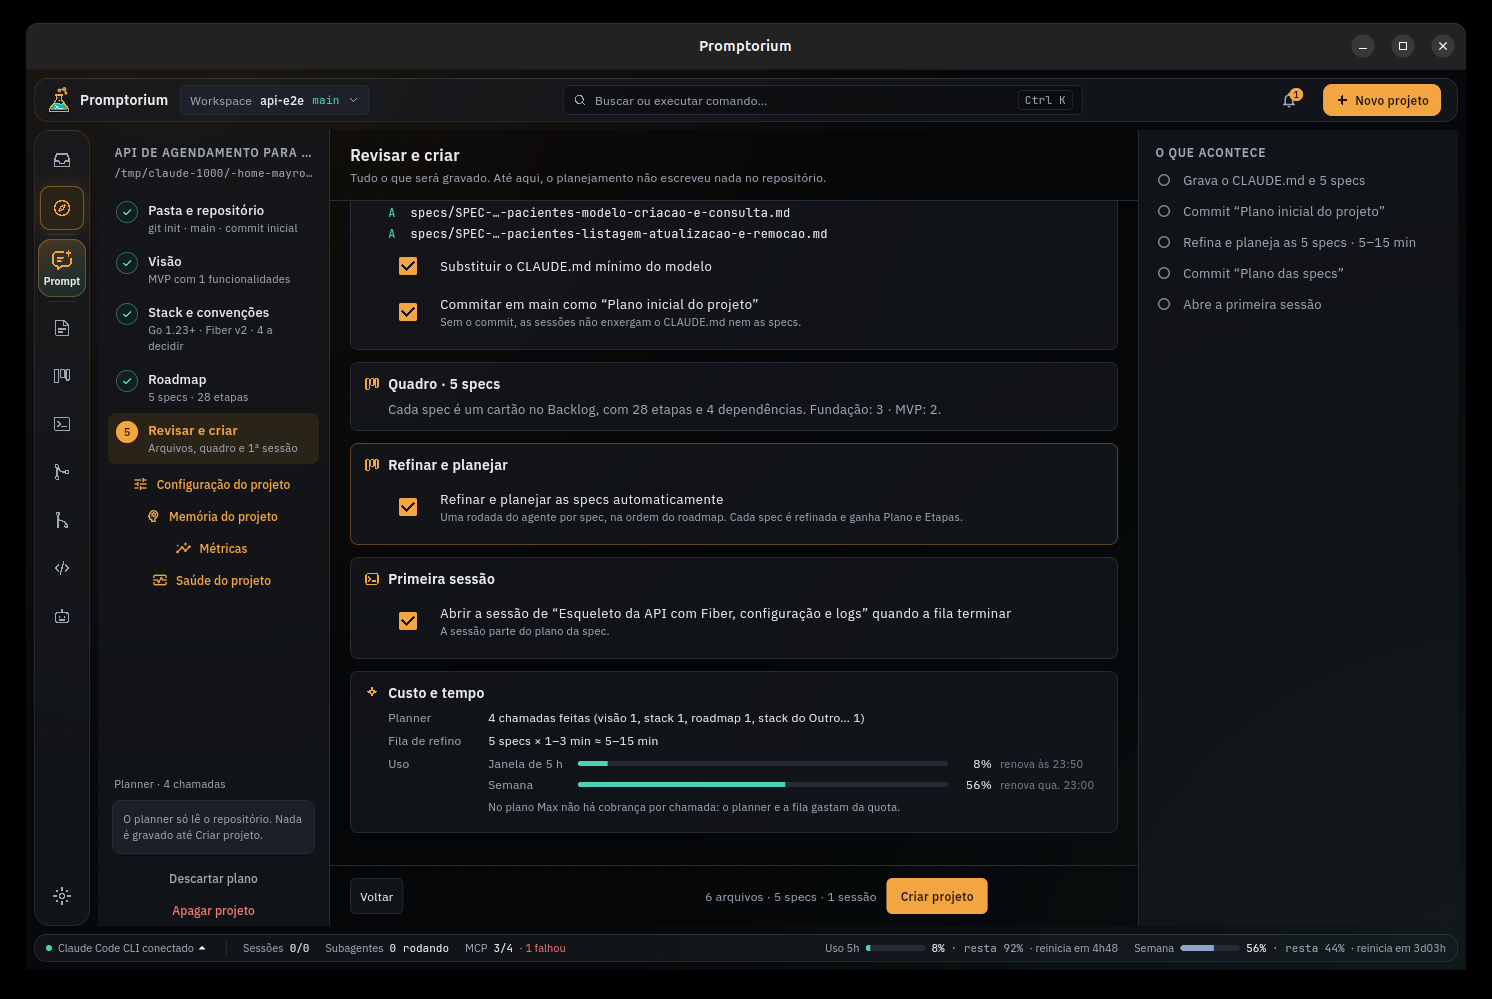 Promptorium
Promptorium
Workspace api-e2e main
Buscar ou executar comando...
Ctrl K
1
Novo projeto
Prompt
API DE AGENDAMENTO PARA ...
/tmp/claude-1000/-home-mayro…
Pasta e repositório
git init · main · commit inicial
Visão
MVP com 1 funcionalidades
Stack e convenções
Go 1.23+ · Fiber v2 · 4 a
decidir
Roadmap
5 specs · 28 etapas
5
Revisar e criar
Arquivos, quadro e 1ª sessão
Configuração do projeto
Memória do projeto
Métricas
Saúde do projeto
Planner · 4 chamadas
O planner só lê o repositório. Nada
é gravado até Criar projeto.
Descartar plano
Apagar projeto
Revisar e criar
Tudo o que será gravado. Até aqui, o planejamento não escreveu nada no repositório.
A specs/SPEC-…-pacientes-modelo-criacao-e-consulta.md
A specs/SPEC-…-pacientes-listagem-atualizacao-e-remocao.md
Substituir o CLAUDE.md mínimo do modelo
Commitar em main como “Plano inicial do projeto”
Sem o commit, as sessões não enxergam o CLAUDE.md nem as specs.
Quadro · 5 specs
Cada spec é um cartão no Backlog, com 28 etapas e 4 dependências. Fundação: 3 · MVP: 2.
Refinar e planejar
Refinar e planejar as specs automaticamente
Uma rodada do agente por spec, na ordem do roadmap. Cada spec é refinada e ganha Plano e Etapas.
Primeira sessão
Abrir a sessão de “Esqueleto da API com Fiber, configuração e logs” quando a fila terminar
A sessão parte do plano da spec.
Custo e tempo
Planner 4 chamadas feitas (visão 1, stack 1, roadmap 1, stack do Outro… 1)
Fila de refino 5 specs × 1–3 min ≈ 5–15 min
Uso Janela de 5 h 8% renova às 23:50
Semana 56% renova qua. 23:00
No plano Max não há cobrança por chamada: o planner e a fila gastam da quota.
Voltar
6 arquivos · 5 specs · 1 sessão
Criar projeto
O QUE ACONTECE
Grava o CLAUDE.md e 5 specs
Commit “Plano inicial do projeto”
Refina e planeja as 5 specs · 5–15 min
Commit “Plano das specs”
Abre a primeira sessão
Claude Code CLI conectado
Sessões 0/0 Subagentes 0 rodando MCP 3/4 · 1 falhou
Uso 5h 8% · resta 92% · reinicia em 4h48 Semana 56% · resta 44% · reinicia em 3d03h